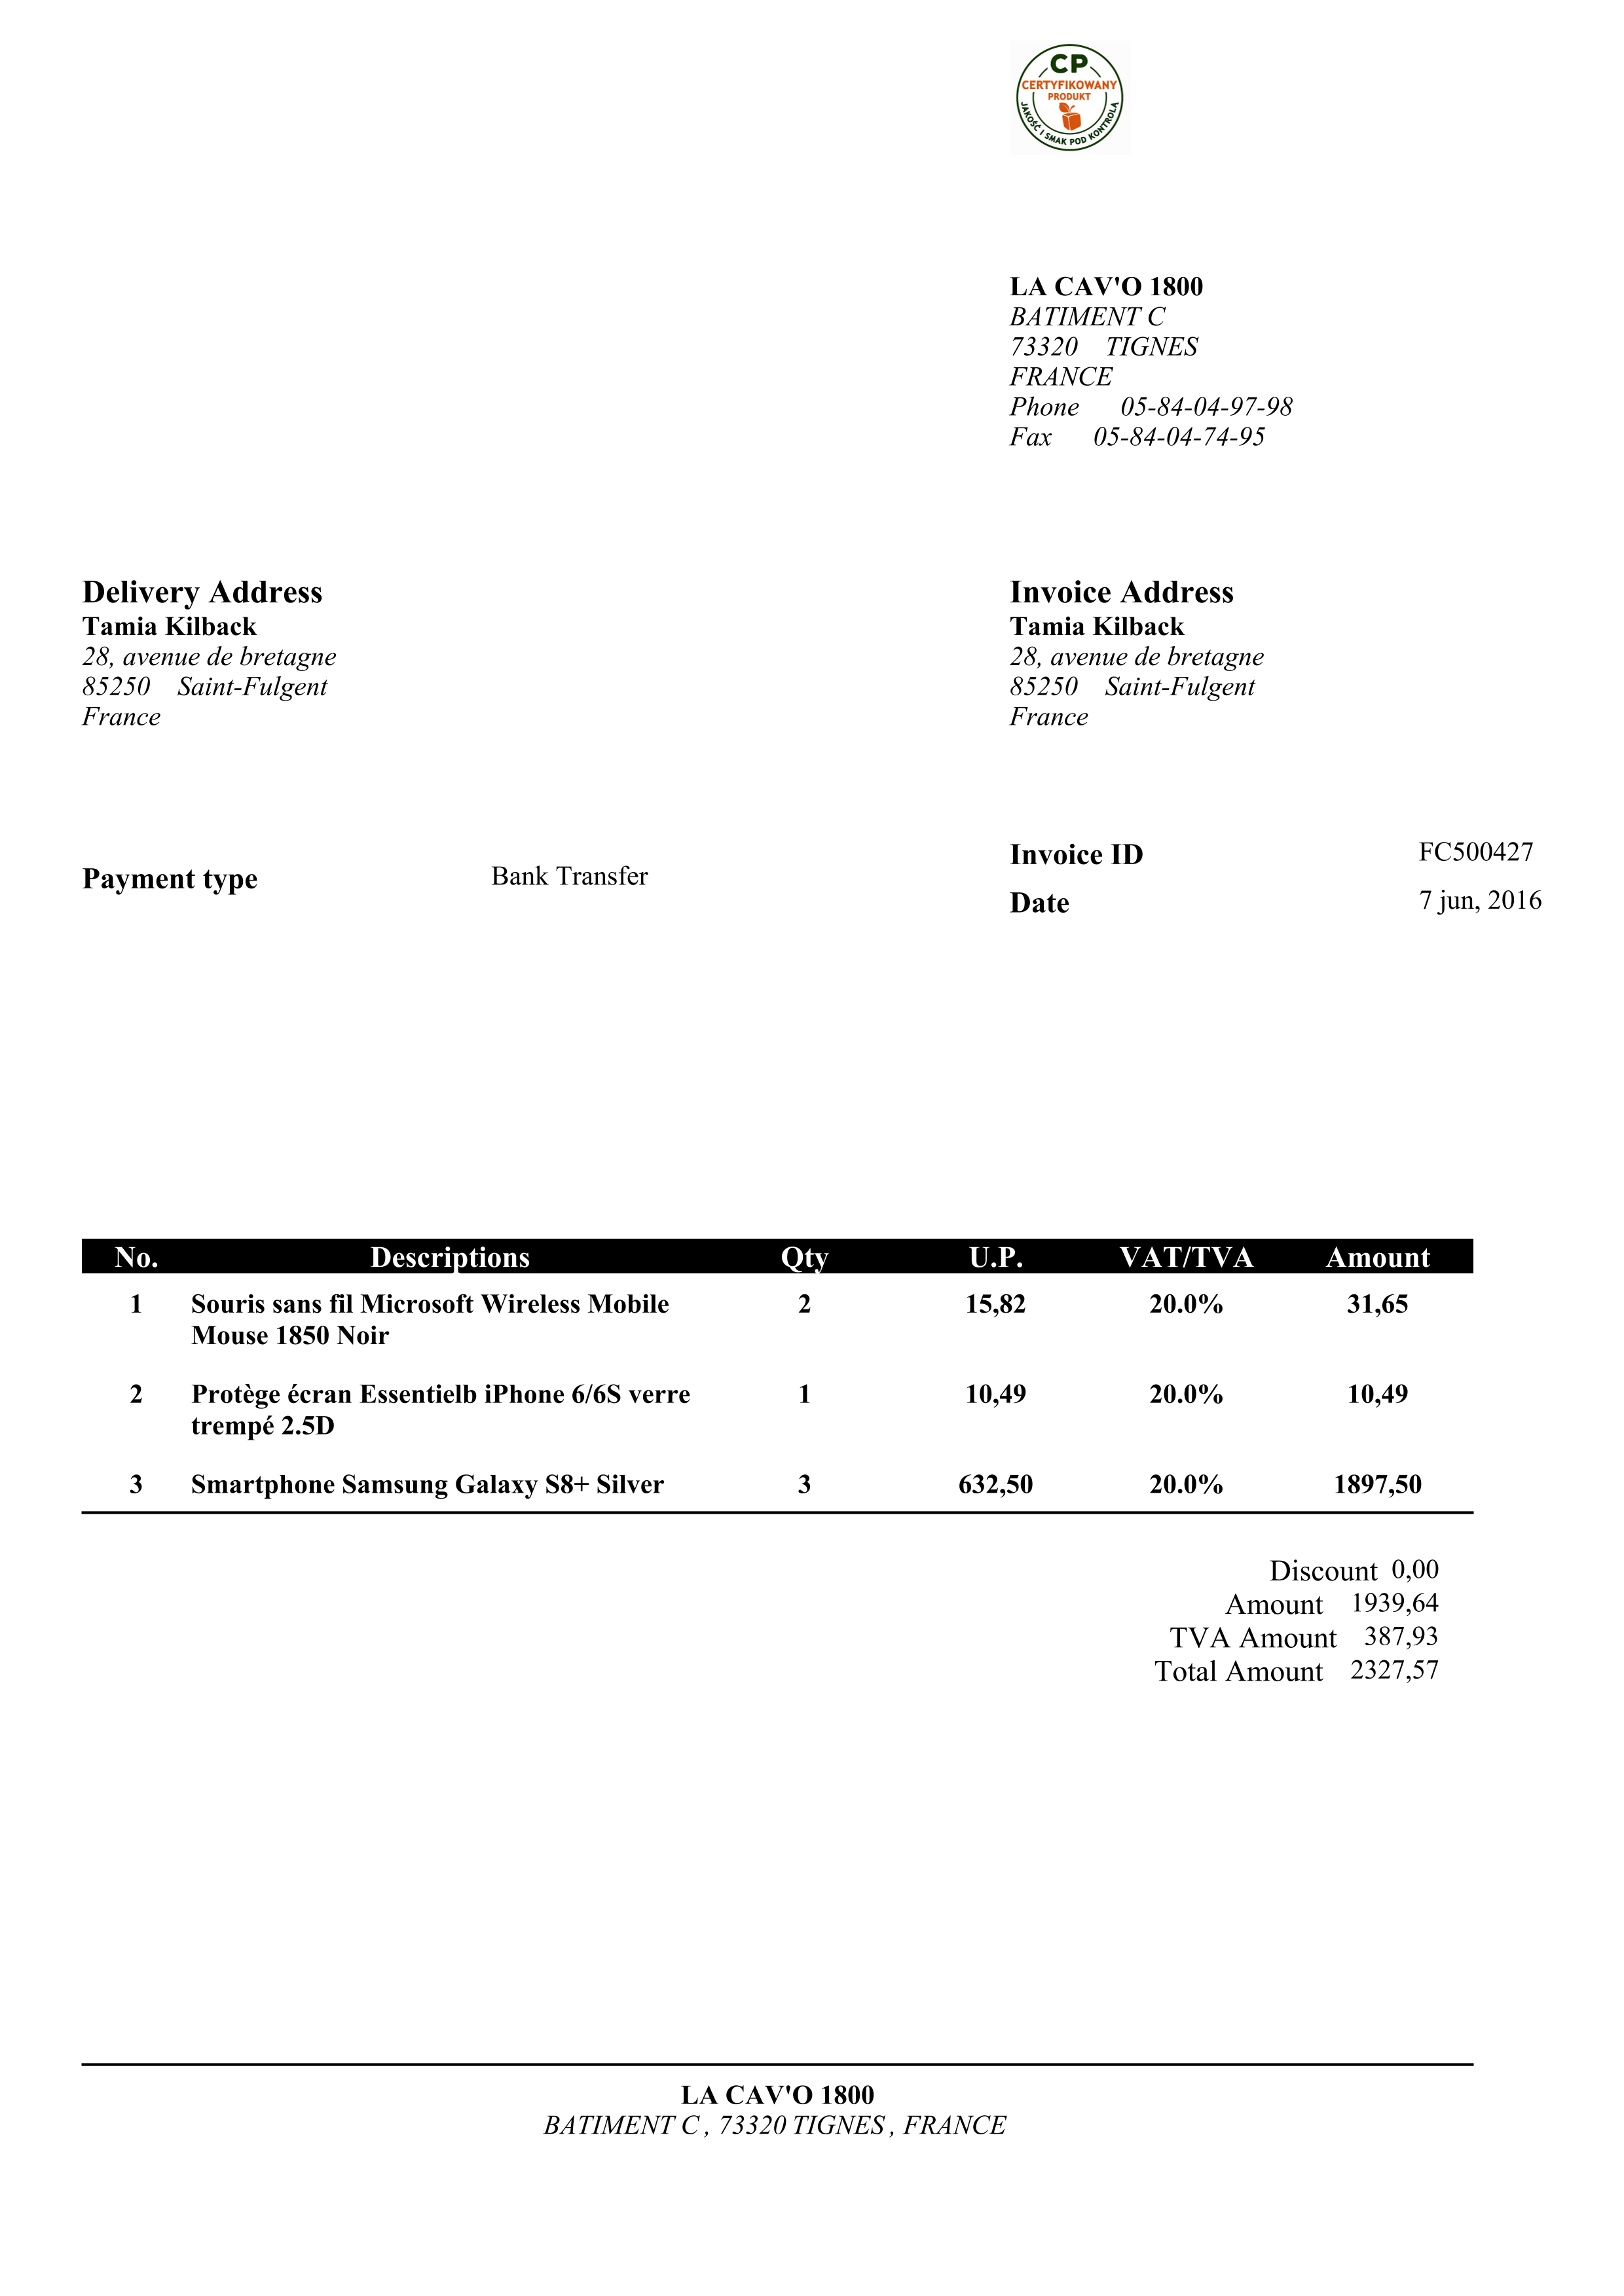 CP
CERTYFIKOWANY
PRODUKT
JAKOŚĆ I SMAK POD KONTROLĄ
LA CAV'O 1800
BATIMENT C
73320 TIGNES
FRANCE
Phone 05-84-04-97-98
Fax 05-84-04-74-95
Delivery Address
Tamia Kilback
28, avenue de bretagne
85250 Saint-Fulgent
France
Invoice Address
Tamia Kilback
28, avenue de bretagne
85250 Saint-Fulgent
France
Payment type Bank Transfer
Invoice ID FC500427
Date 7 jun, 2016
No. Descriptions Qty U.P. VAT/TVA Amount
1 Souris sans fil Microsoft Wireless Mobile 2 15,82 20.0% 31,65
Mouse 1850 Noir
2 Protège écran Essentielb iPhone 6/6S verre 1 10,49 20.0% 10,49
trempé 2.5D
3 Smartphone Samsung Galaxy S8+ Silver 3 632,50 20.0% 1897,50
Discount 0,00
Amount 1939,64
TVA Amount 387,93
Total Amount 2327,57
LA CAV'O 1800
BATIMENT C , 73320 TIGNES , FRANCE